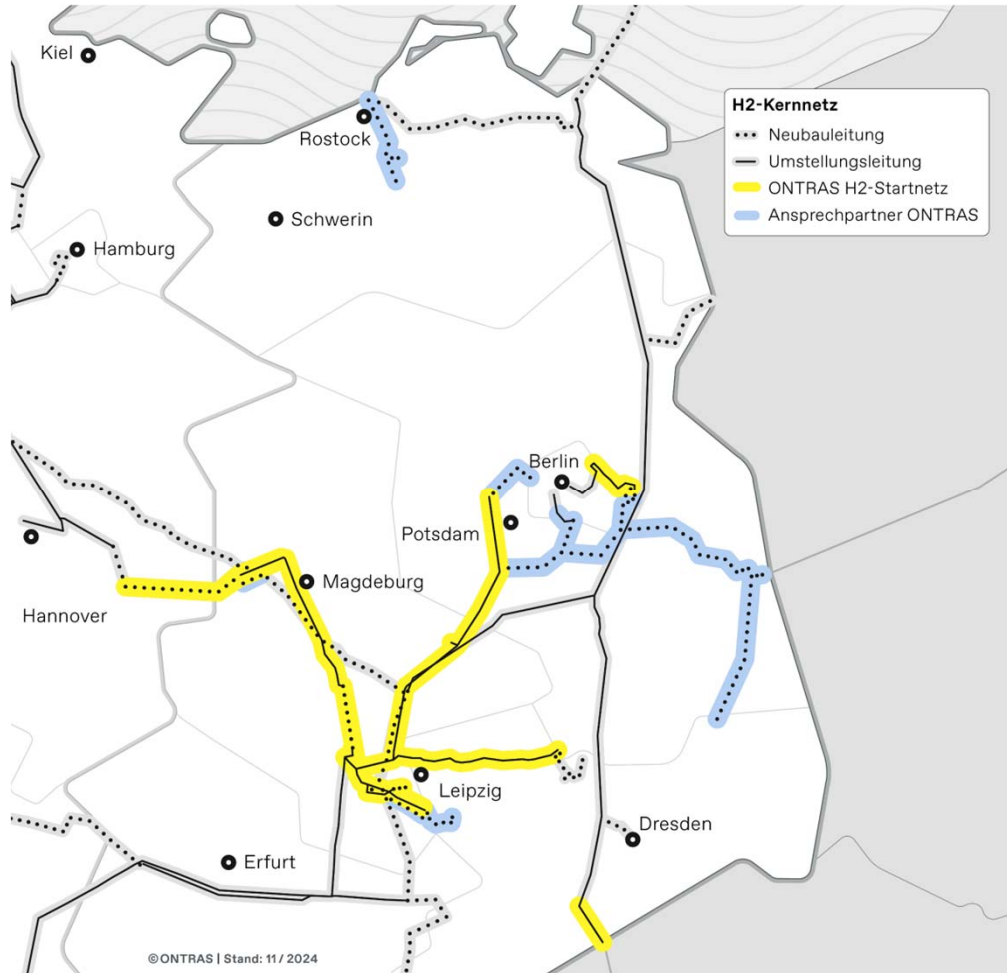 Kiel
H2-Kernnetz
Neubauleitung
Umstellungsleitung
ONTRAS H2-Startnetz
Ansprechpartner ONTRAS
Rostock
Schwerin
Hamburg
Berlin
Potsdam
Magdeburg
Hannover
Leipzig
Dresden
Erfurt
©ONTRAS | Stand: 11 / 2024